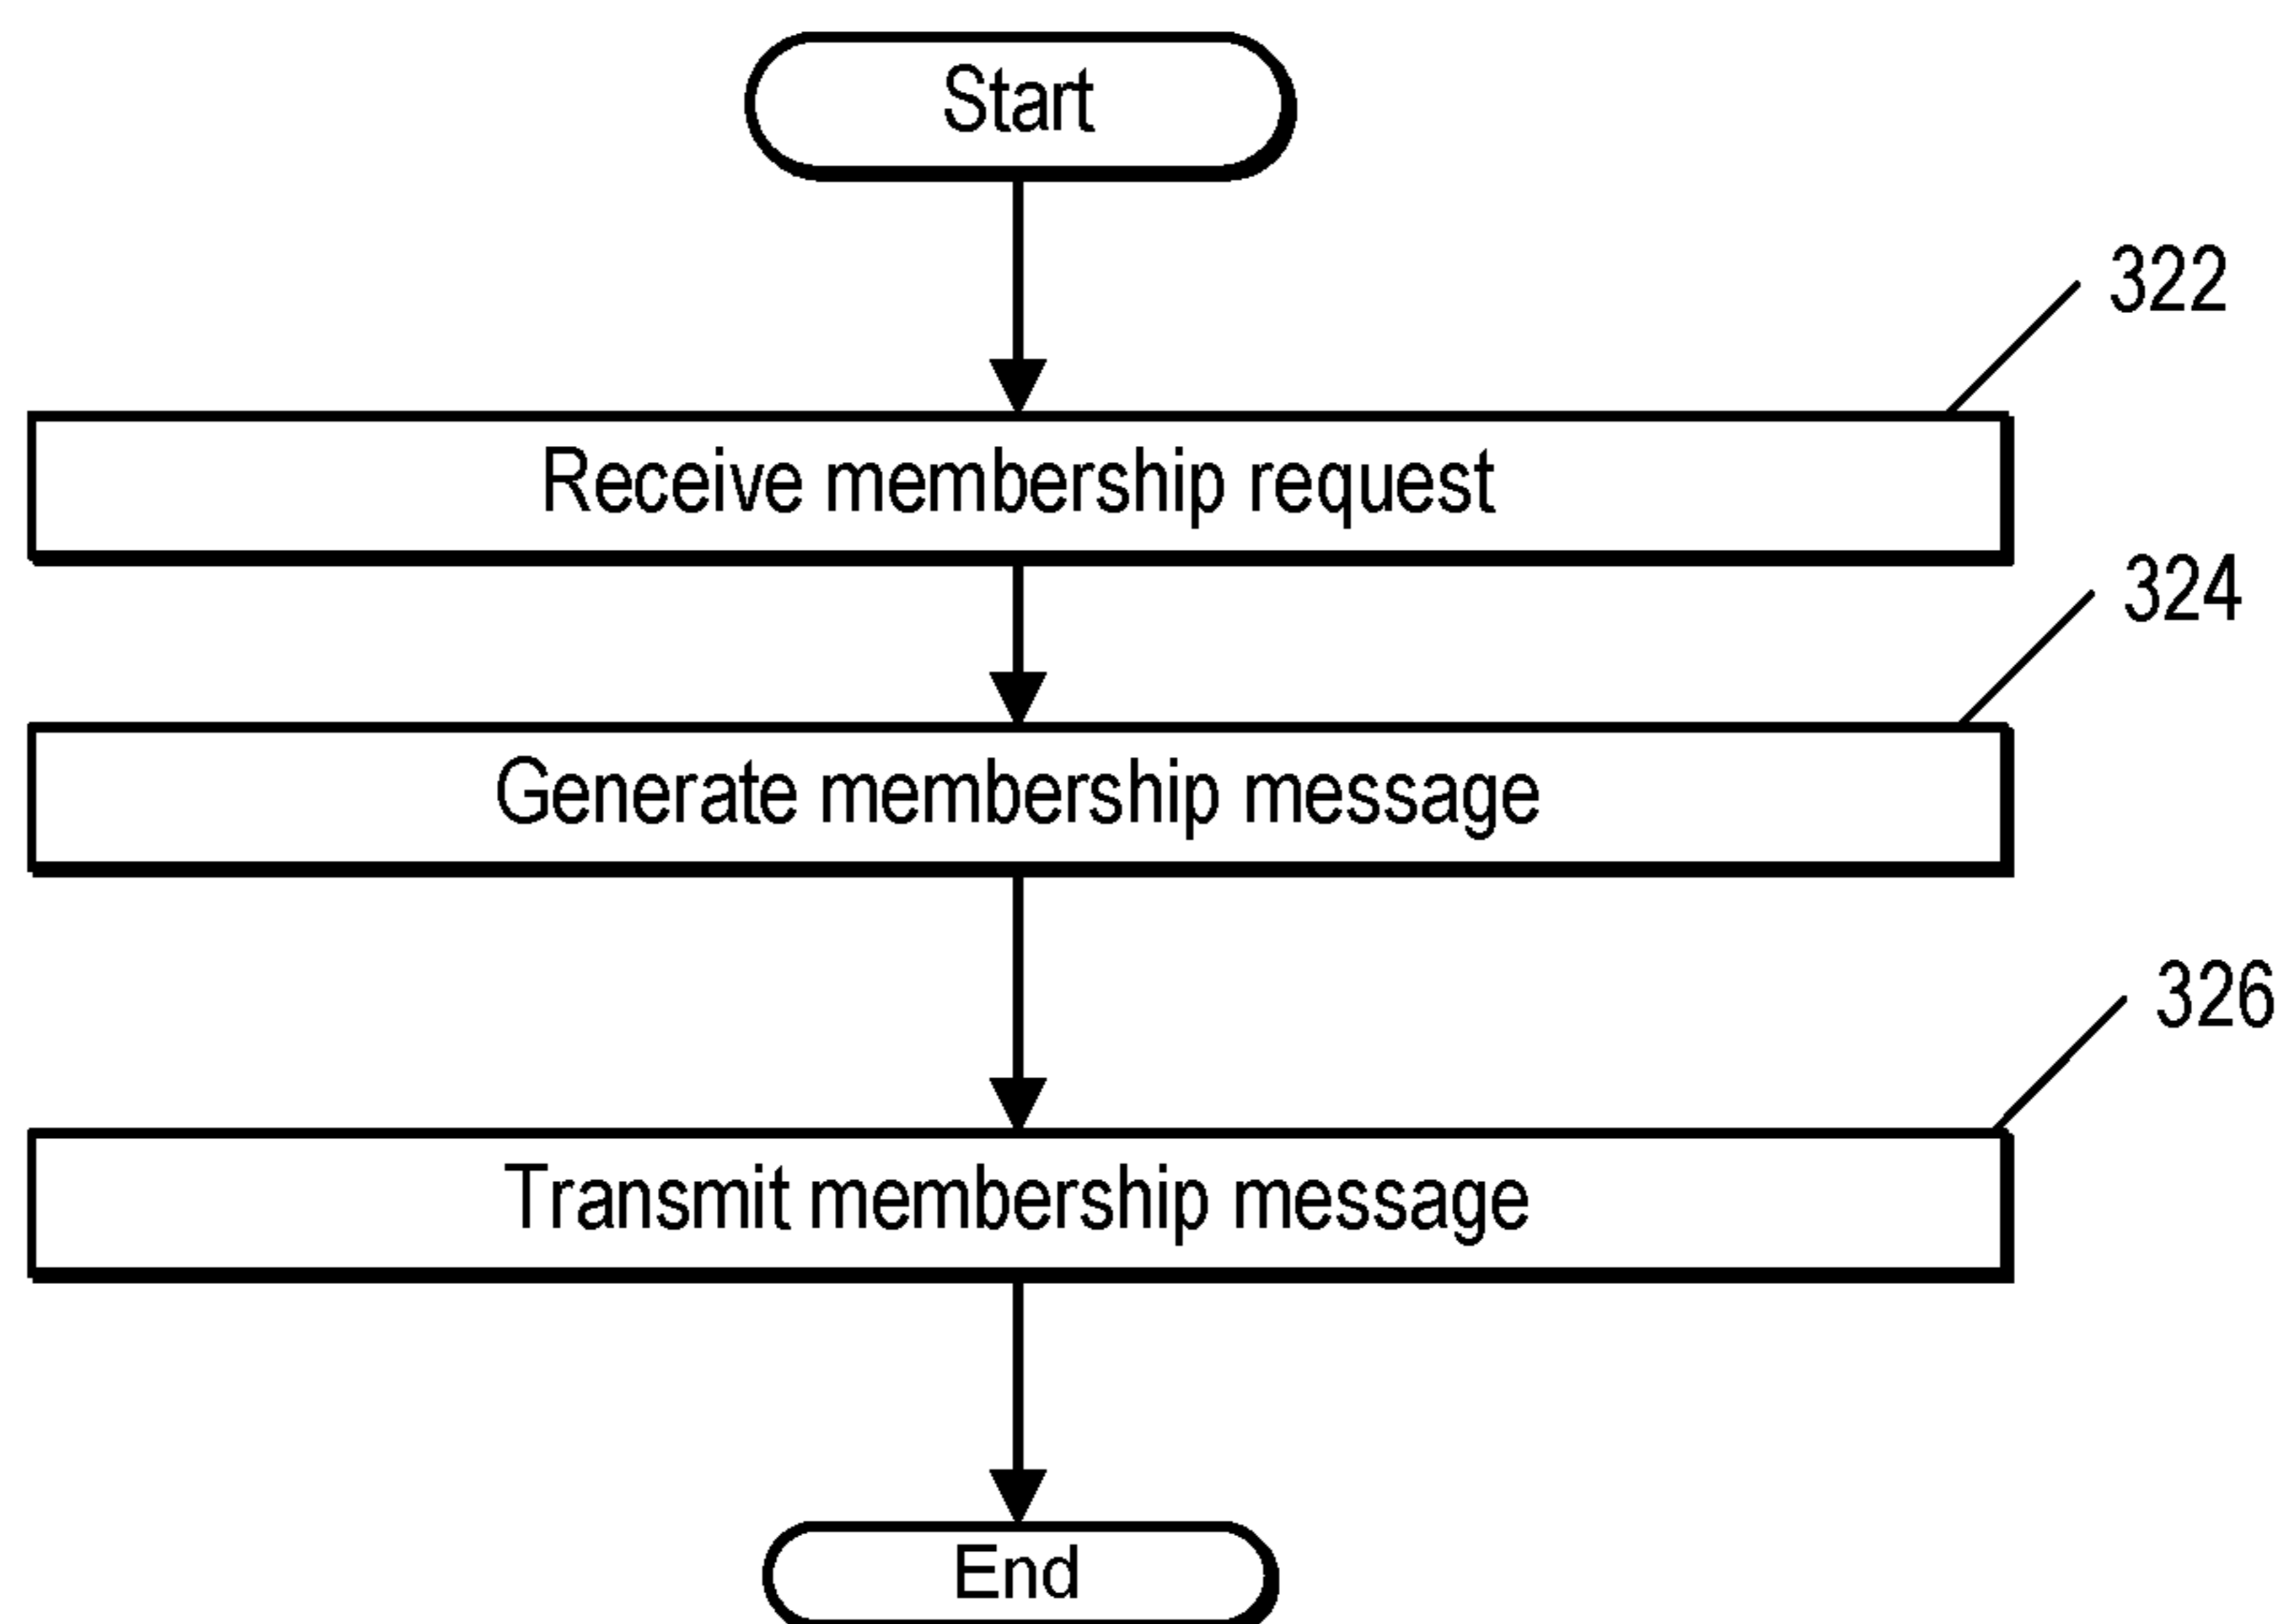 Start
322
Receive membership request
324
Generate membership message
326
Transmit membership message
End